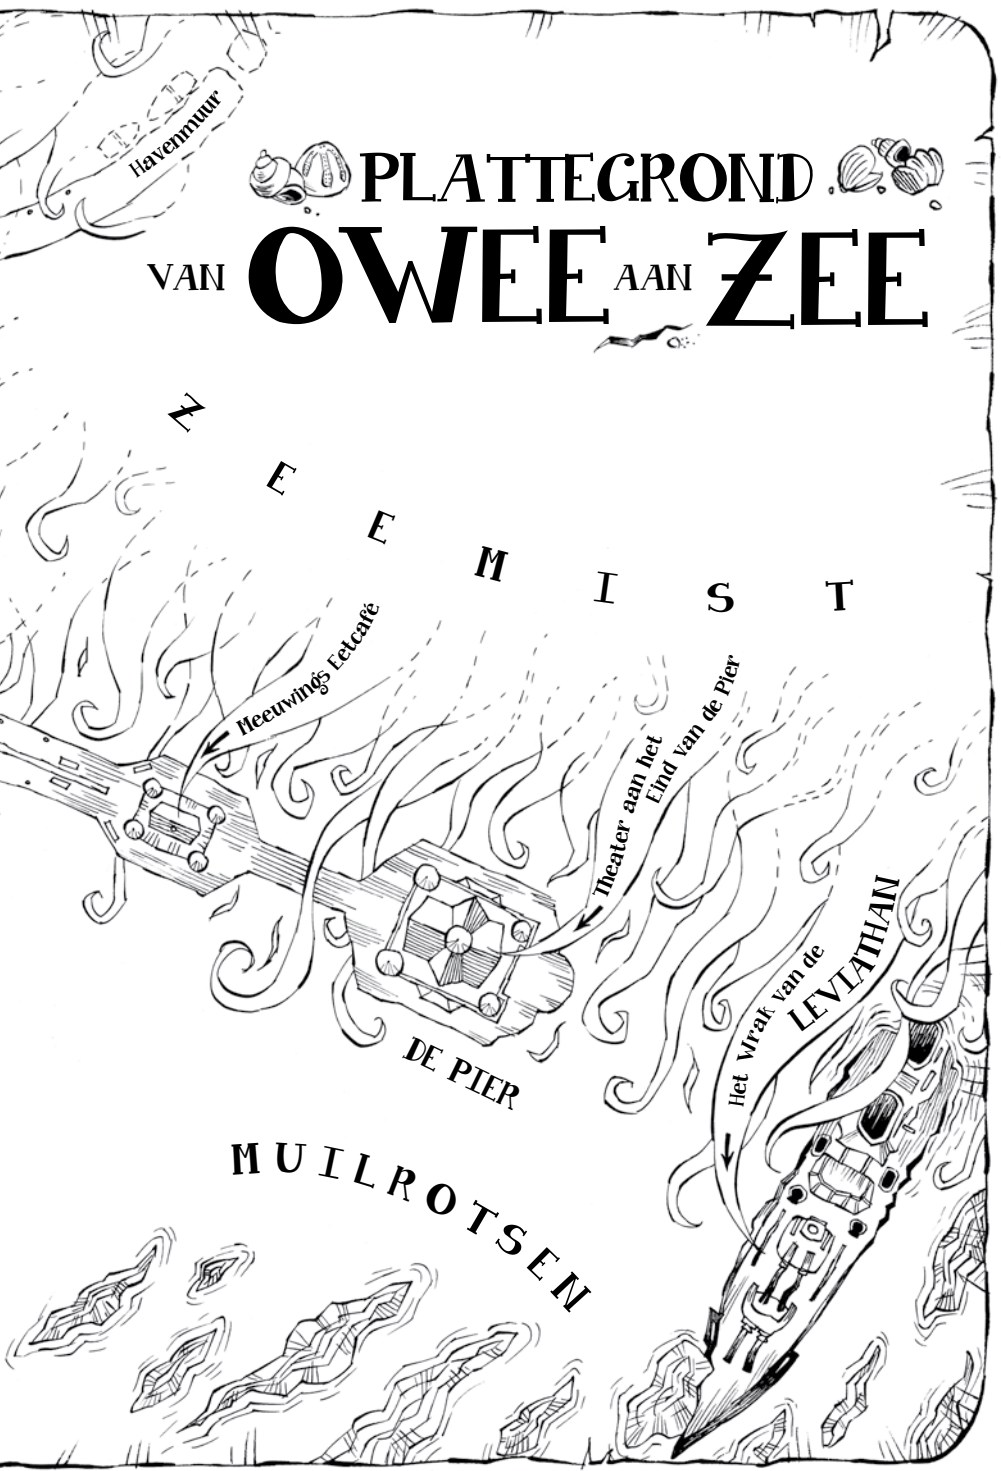 Havenmuur
PLATTEGROND
VAN OWEE AAN ZEE
ZEEMIST
Meeuwings Eetcafé
Theater aan het
Eind van de Pier
Het Wrak van de
LEVIATHAN
DE PIER
MUILROTSEN